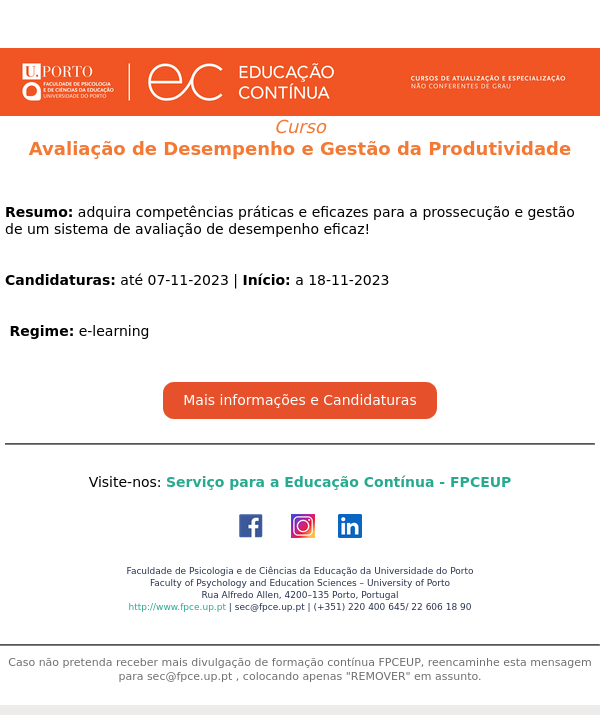 U. PORTO
FACULDADE DE PSICOLOGIA
E DE CIÊNCIAS DA EDUCAÇÃO
UNIVERSIDADE DO PORTO
ec EDUCAÇÃO
CONTÍNUA
CURSOS DE ATUALIZAÇÃO E ESPECIALIZAÇÃO
NÃO CONFERENTES DE GRAU
Curso
Avaliação de Desempenho e Gestão da Produtividade
Resumo: adquira competências práticas e eficazes para a prossecução e gestão
de um sistema de avaliação de desempenho eficaz!
Candidaturas: até 07-11-2023 | Início: a 18-11-2023
Regime: e-learning
Mais informações e Candidaturas
Visite-nos: Serviço para a Educação Contínua - FPCEUP
Faculdade de Psicologia e de Ciências da Educação da Universidade do Porto
Faculty of Psychology and Education Sciences – University of Porto
Rua Alfredo Allen, 4200–135 Porto, Portugal
http://www.fpce.up.pt | sec@fpce.up.pt | (+351) 220 400 645/ 22 606 18 90
Caso não pretenda receber mais divulgação de formação contínua FPCEUP, reencaminhe esta mensagem
para sec@fpce.up.pt , colocando apenas "REMOVER" em assunto.